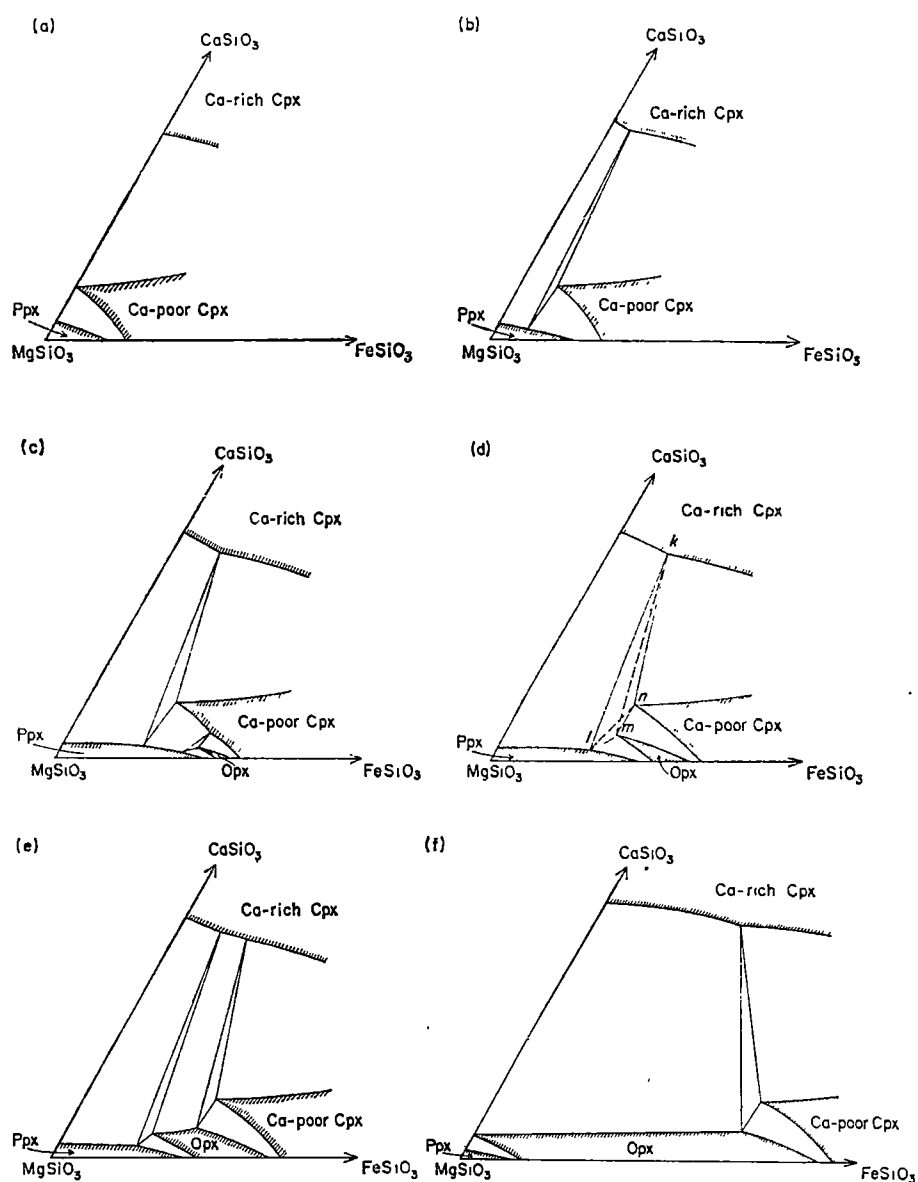 (a)
CaSiO₃
Ca-rich Cpx
Ppx
Ca-poor Cpx
MgSiO₃
FeSiO₃
(b)
CaSiO₃
Ca-rich Cpx
Ppx
Ca-poor Cpx
MgSiO₃
FeSiO₃
(c)
CaSiO₃
Ca-rich Cpx
Ca-poor Cpx
Ppx
Opx
MgSiO₃
FeSiO₃
(d)
CaSiO₃
Ca-rich Cpx
k
n
Ca-poor Cpx
m
l
Ppx
Opx
MgSiO₃
FeSiO₃
(e)
CaSiO₃
Ca-rich Cpx
Ca-poor Cpx
Opx
Ppx
MgSiO₃
FeSiO₃
(f)
CaSiO₃
Ca-rich Cpx
Ca-poor Cpx
Ppx
Opx
MgSiO₃
FeSiO₃